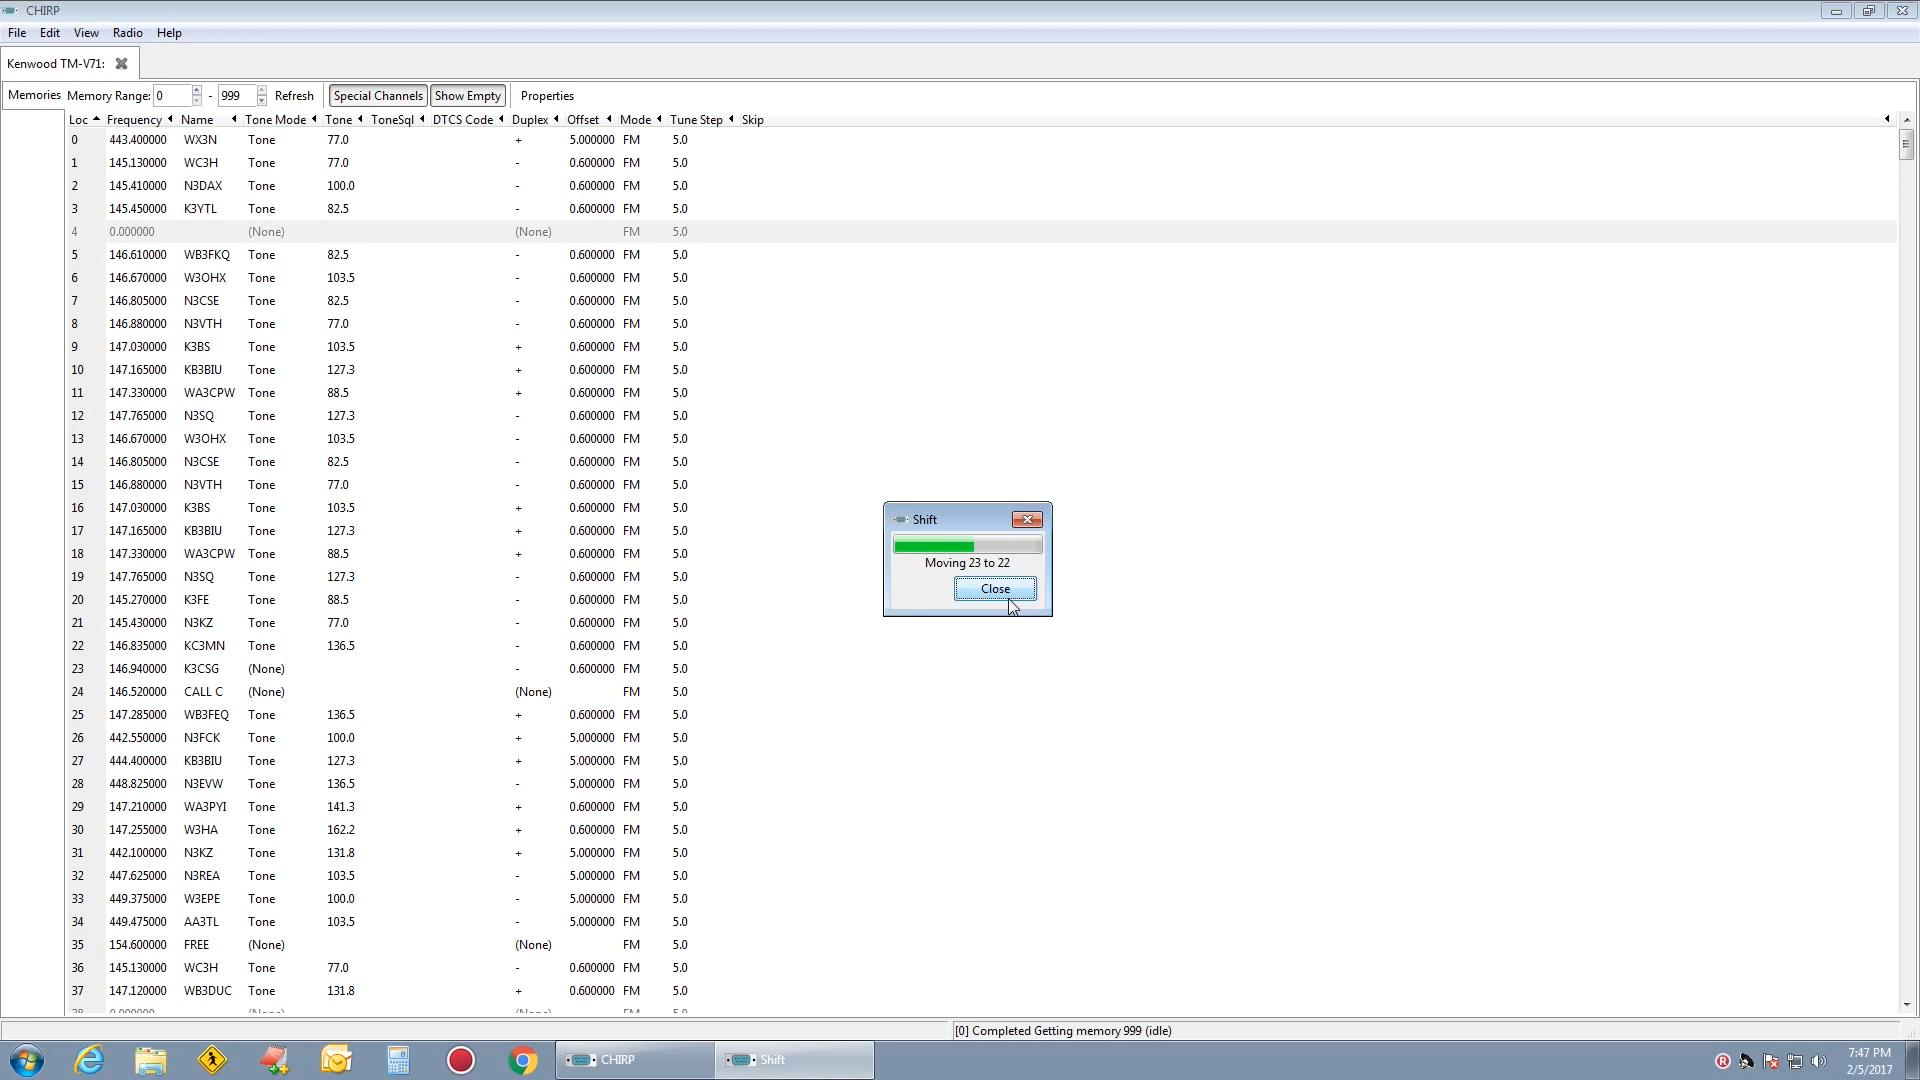 CHIRP
File Edit View Radio Help
Kenwood TM-V71:
Memories Memory Range: 0 - 999 Refresh Special Channels Show Empty Properties
Loc Frequency Name Tone Mode Tone ToneSql DTCS Code Duplex Offset Mode Tune Step Skip
0 443.400000 WX3N Tone 77.0 + 5.000000 FM 5.0
1 145.130000 WC3H Tone 77.0 - 0.600000 FM 5.0
2 145.410000 N3DAX Tone 100.0 - 0.600000 FM 5.0
3 145.450000 K3YTL Tone 82.5 - 0.600000 FM 5.0
4 0.000000 (None) (None) FM 5.0
5 146.610000 WB3FKQ Tone 82.5 - 0.600000 FM 5.0
6 146.670000 W3OHX Tone 103.5 - 0.600000 FM 5.0
7 146.805000 N3CSE Tone 82.5 - 0.600000 FM 5.0
8 146.880000 N3VTH Tone 77.0 - 0.600000 FM 5.0
9 147.030000 K3BS Tone 103.5 + 0.600000 FM 5.0
10 147.165000 KB3BIU Tone 127.3 + 0.600000 FM 5.0
11 147.330000 WA3CPW Tone 88.5 + 0.600000 FM 5.0
12 147.765000 N3SQ Tone 127.3 - 0.600000 FM 5.0
13 146.670000 W3OHX Tone 103.5 - 0.600000 FM 5.0
14 146.805000 N3CSE Tone 82.5 - 0.600000 FM 5.0
15 146.880000 N3VTH Tone 77.0 - 0.600000 FM 5.0
16 147.030000 K3BS Tone 103.5 + 0.600000 FM 5.0
17 147.165000 KB3BIU Tone 127.3 + 0.600000 FM 5.0
18 147.330000 WA3CPW Tone 88.5 + 0.600000 FM 5.0
19 147.765000 N3SQ Tone 127.3 - 0.600000 FM 5.0
20 145.270000 K3FE Tone 88.5 - 0.600000 FM 5.0
21 145.430000 N3KZ Tone 77.0 - 0.600000 FM 5.0
22 146.835000 KC3MN Tone 136.5 - 0.600000 FM 5.0
23 146.940000 K3CSG (None) - 0.600000 FM 5.0
24 146.520000 CALL C (None) (None) FM 5.0
25 147.285000 WB3FEQ Tone 136.5 + 0.600000 FM 5.0
26 442.550000 N3FCK Tone 100.0 + 5.000000 FM 5.0
27 444.400000 KB3BIU Tone 127.3 + 5.000000 FM 5.0
28 448.825000 N3EVW Tone 136.5 - 5.000000 FM 5.0
29 147.210000 WA3PYI Tone 141.3 + 0.600000 FM 5.0
30 147.255000 W3HA Tone 162.2 + 0.600000 FM 5.0
31 442.100000 N3KZ Tone 131.8 + 5.000000 FM 5.0
32 447.625000 N3REA Tone 103.5 - 5.000000 FM 5.0
33 449.375000 W3EPE Tone 100.0 - 5.000000 FM 5.0
34 449.475000 AA3TL Tone 103.5 - 5.000000 FM 5.0
35 154.600000 FREE (None) (None) FM 5.0
36 145.130000 WC3H Tone 77.0 - 0.600000 FM 5.0
37 147.120000 WB3DUC Tone 131.8 + 0.600000 FM 5.0
Shift
Moving 23 to 22
Close
[0] Completed Getting memory 999 (idle)
CHIRP Shift
7:47 PM
2/5/2017